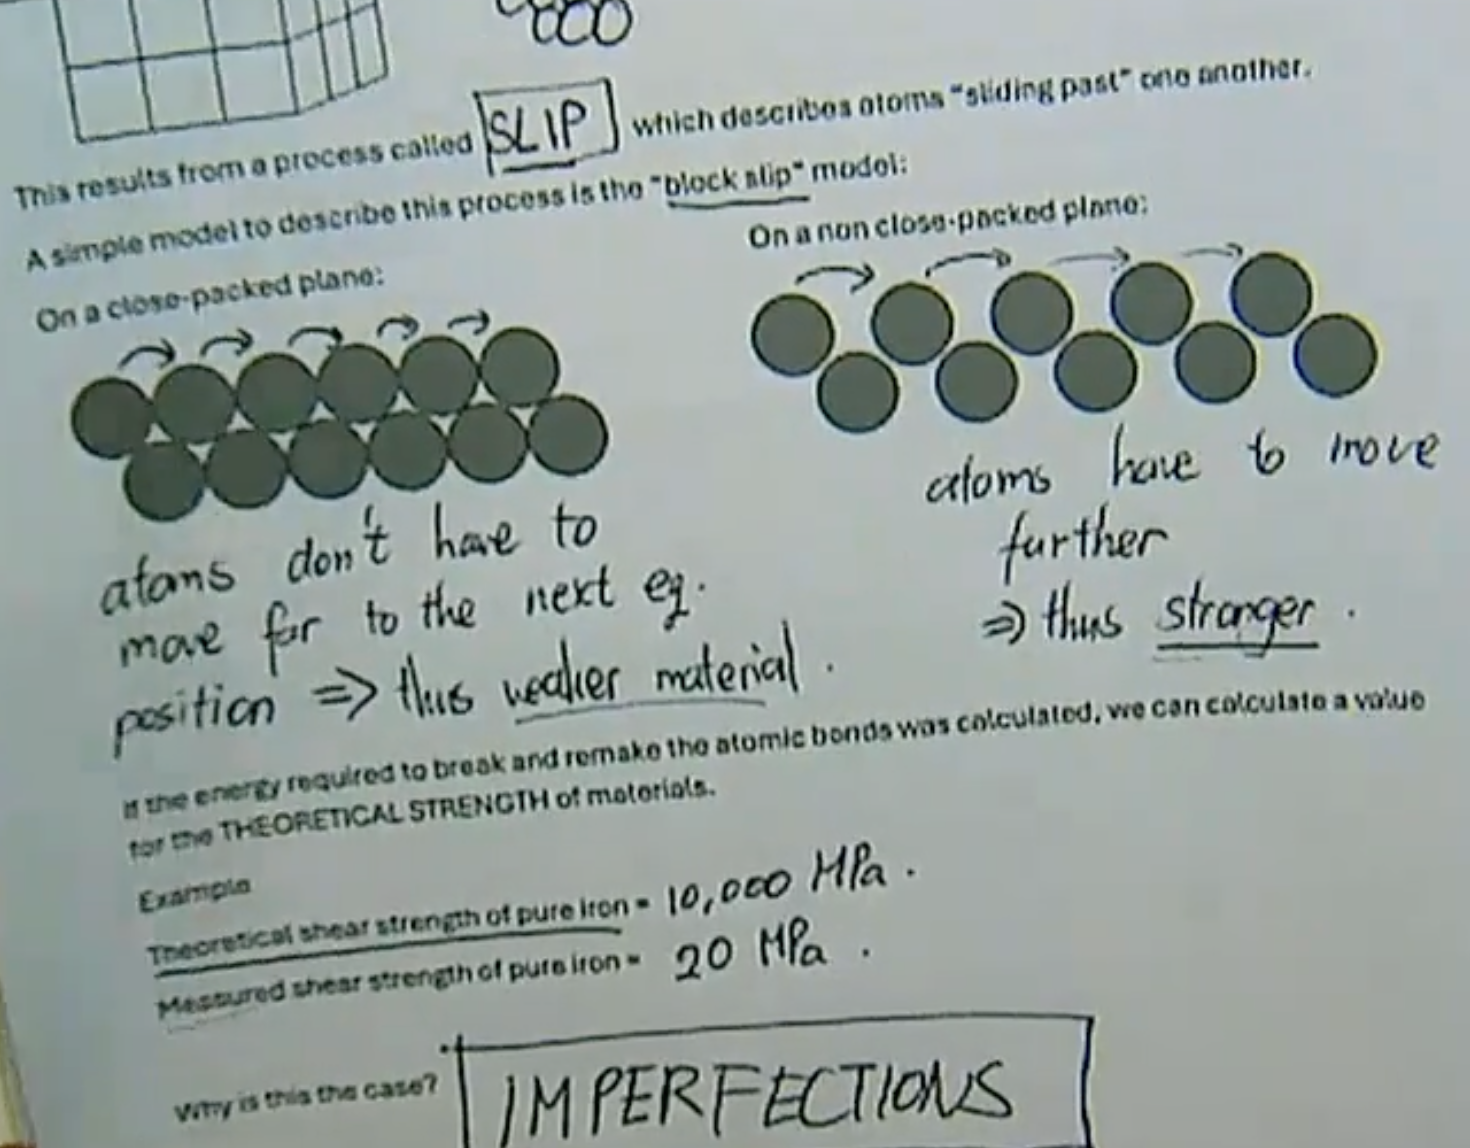 This results from a process called SLIP which describes atoms "sliding past" one another.
A simple model to describe this process is the "block slip" model:
On a close-packed plane:
On a non close-packed plane:
atoms don't have to
move far to the next eq.
position ⇒ thus weaker material.
atoms have to move
further
⇒ thus stronger.
If the energy required to break and remake the atomic bonds was calculated, we can calculate a value
for the THEORETICAL STRENGTH of materials.
Example
Theoretical shear strength of pure iron = 10,000 MPa.
Measured shear strength of pure iron = 20 MPa.
Why is this the case? IMPERFECTIONS